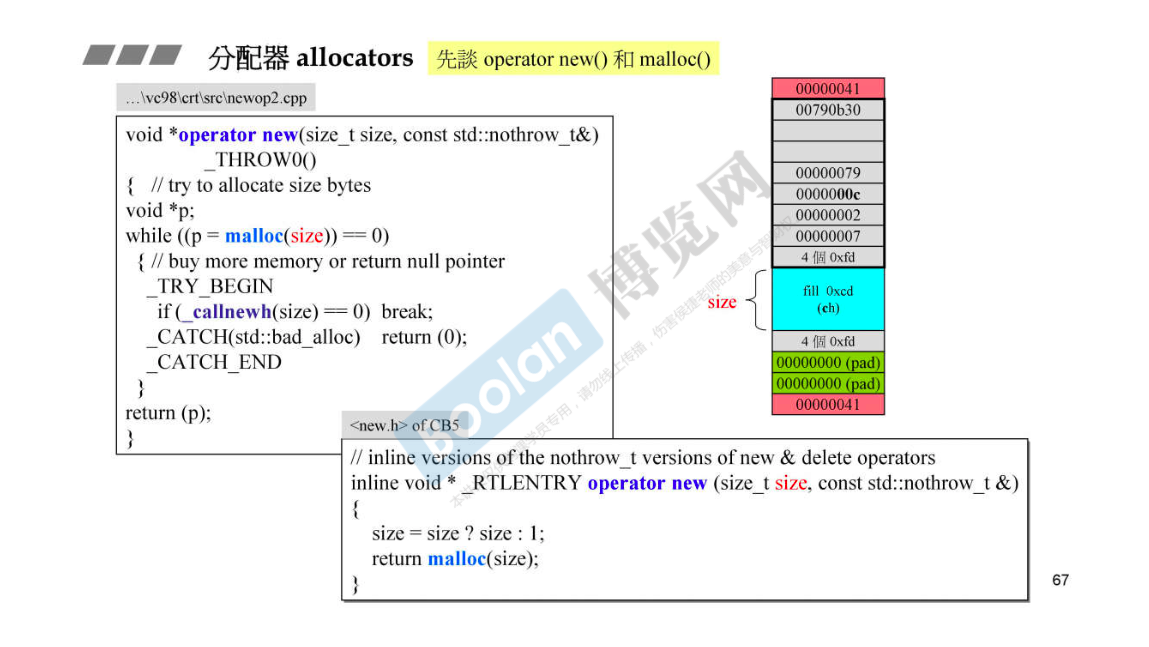 分配器 allocators
先談 operator new() 和 malloc()
...\vc98\crt\src\newop2.cpp
void *operator new(size_t size, const std::nothrow_t&)
_THROW0()
{ // try to allocate size bytes
void *p;
while ((p = malloc(size)) == 0)
{ // buy more memory or return null pointer
_TRY_BEGIN
if (_callnewh(size) == 0) break;
_CATCH(std::bad_alloc) return (0);
_CATCH_END
}
return (p);
}
<new.h> of CB5
// inline versions of the nothrow_t versions of new & delete operators
inline void * _RTLENTRY operator new (size_t size, const std::nothrow_t &)
{
size = size ? size : 1;
return malloc(size);
}
00000041
00790b30
00000079
0000000c
00000002
00000007
4 個 0xfd
size
fill 0xcd
(ch)
4 個 0xfd
00000000 (pad)
00000000 (pad)
00000041
boolan 博览网
67